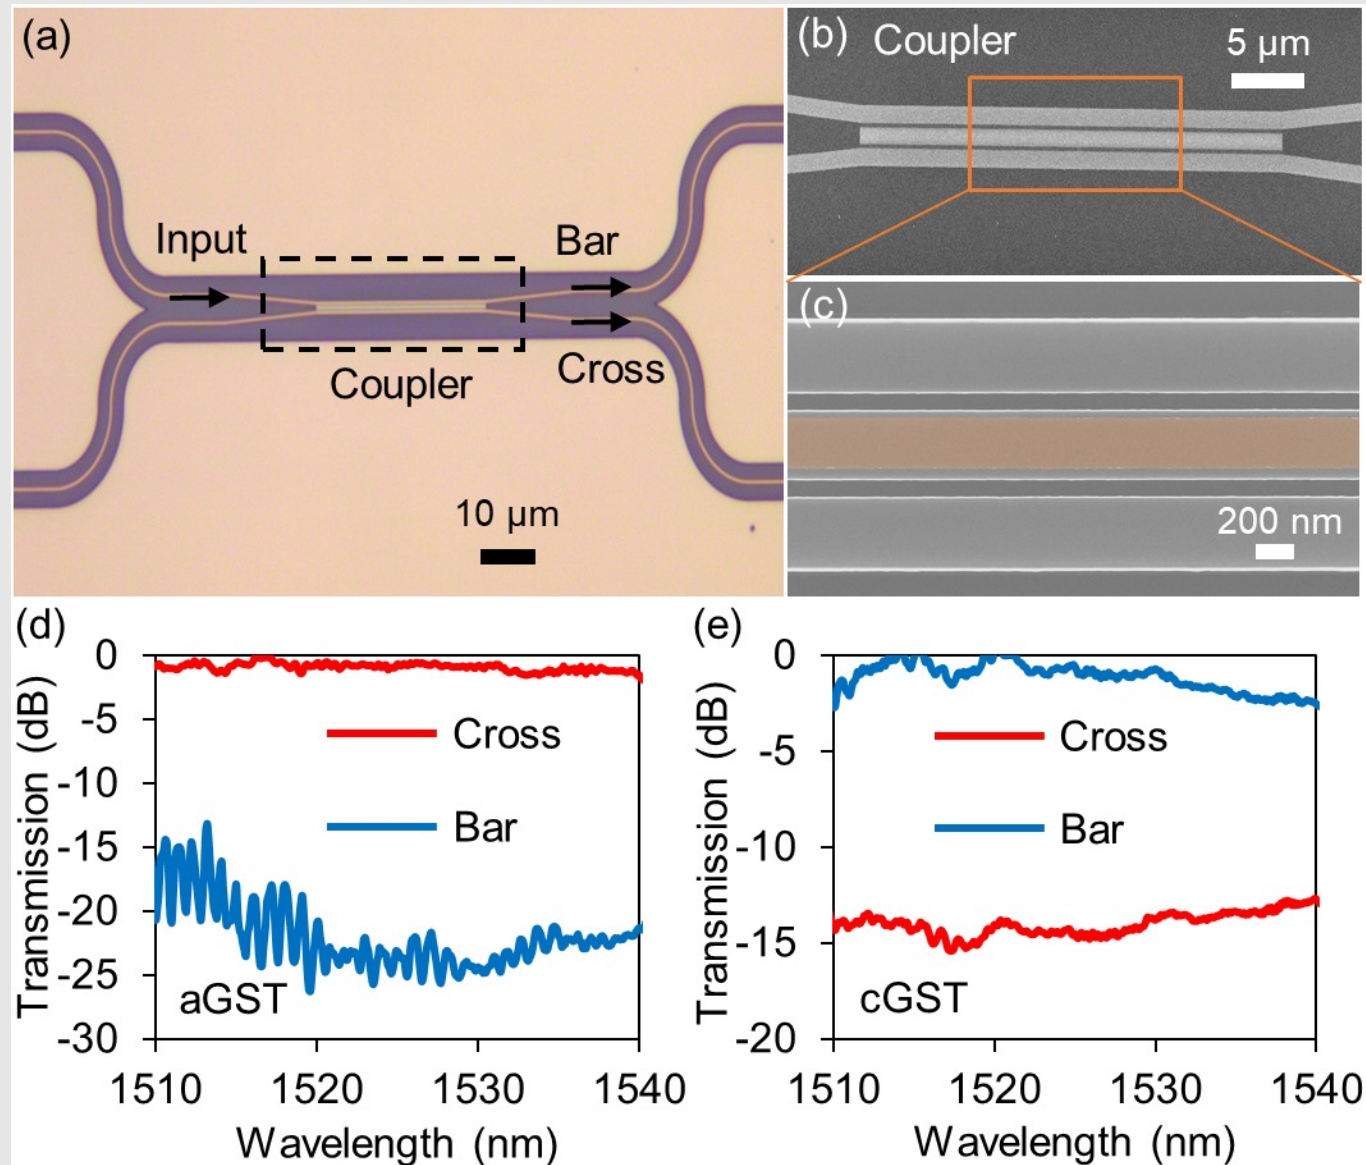 (a)
Input
Bar
Coupler
Cross
10 µm
(b) Coupler
5 µm
(c)
200 nm
(d)
Transmission (dB)
0
-5
-10
-15
-20
-25
-30
Cross
Bar
aGST
1510 1520 1530 1540
Wavelength (nm)
(e)
Transmission (dB)
0
-5
-10
-15
-20
Cross
Bar
cGST
1510 1520 1530 1540
Wavelength (nm)